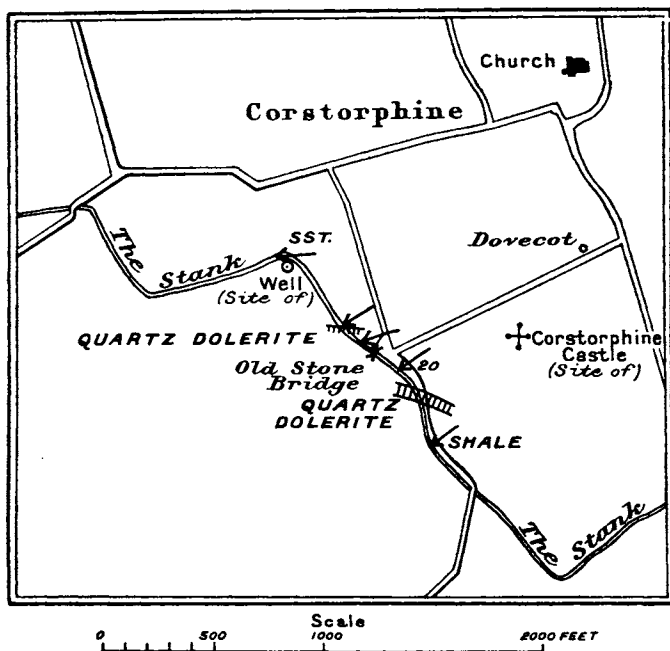 Church
Corstorphine
The Stank
SST.
Dovecot
Well
(Site of)
QUARTZ DOLERITE
Old Stone
Bridge
20
Corstorphine
Castle
(Site of)
QUARTZ
DOLERITE
SHALE
The Stank
Scale
0 500 1000 2000 FEET